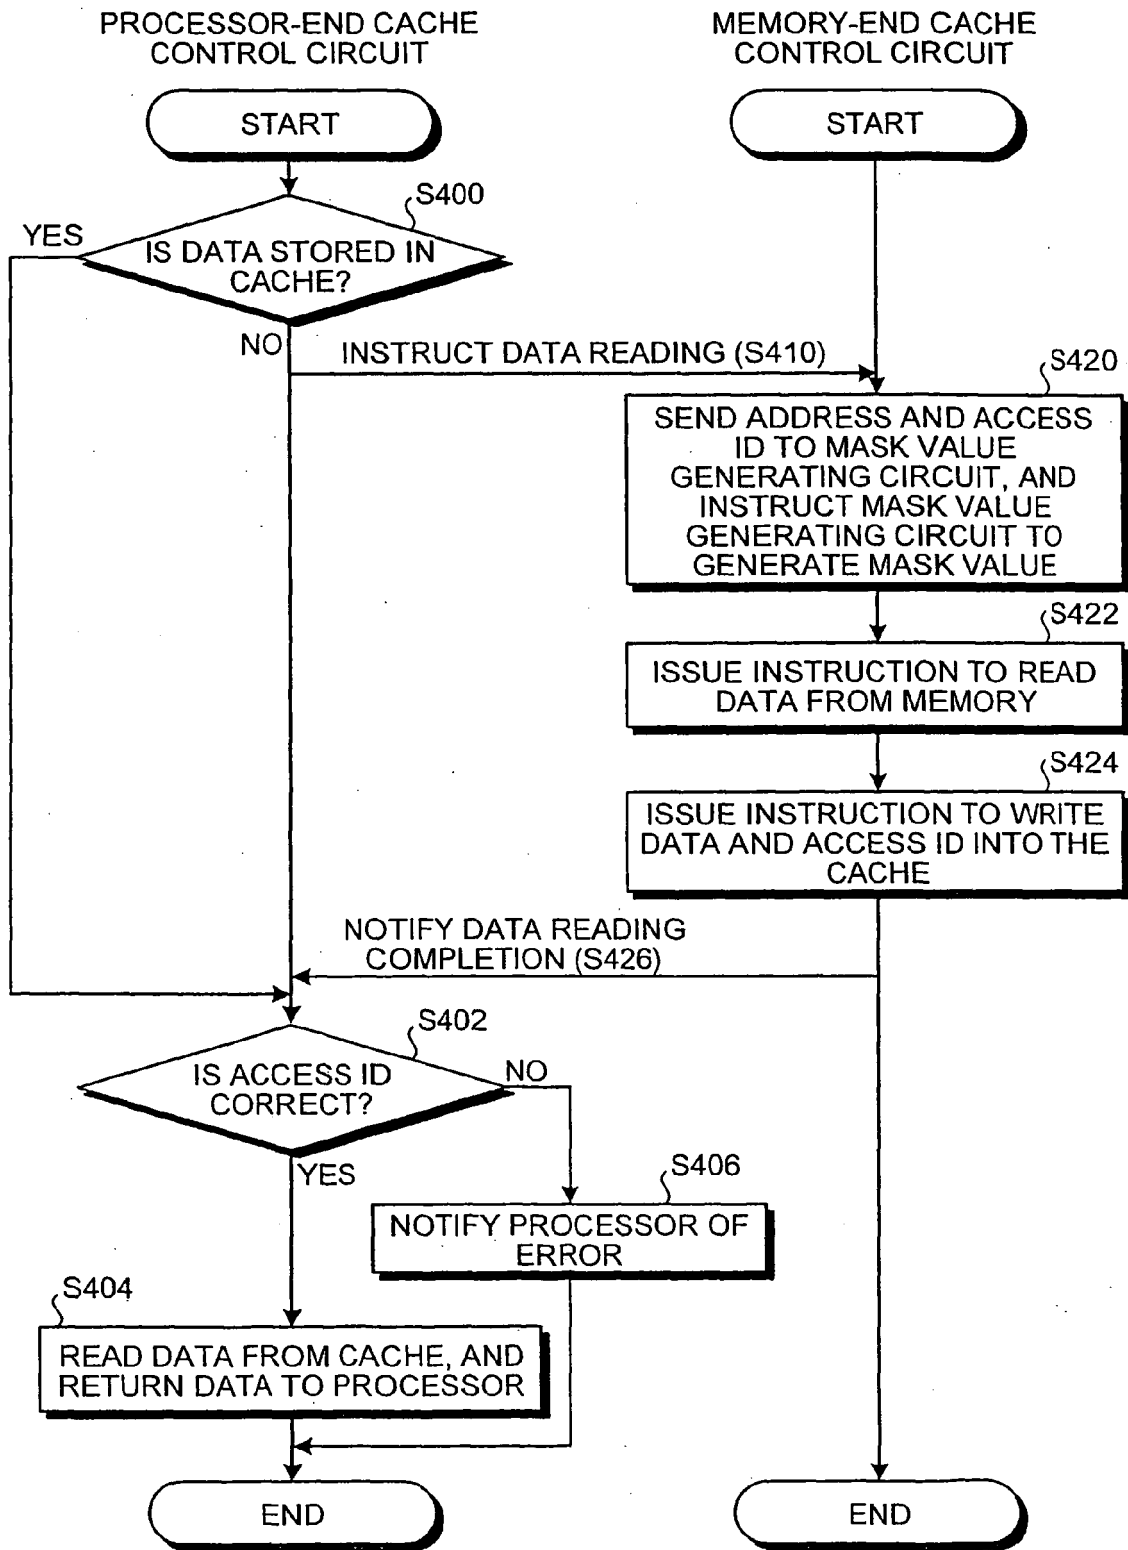 PROCESSOR-END CACHE
CONTROL CIRCUIT
MEMORY-END CACHE
CONTROL CIRCUIT
START
START
S400
YES
IS DATA STORED IN
CACHE?
NO
INSTRUCT DATA READING (S410)
S420
SEND ADDRESS AND ACCESS
ID TO MASK VALUE
GENERATING CIRCUIT, AND
INSTRUCT MASK VALUE
GENERATING CIRCUIT TO
GENERATE MASK VALUE
S422
ISSUE INSTRUCTION TO READ
DATA FROM MEMORY
S424
ISSUE INSTRUCTION TO WRITE
DATA AND ACCESS ID INTO THE
CACHE
NOTIFY DATA READING
COMPLETION (S426)
S402
IS ACCESS ID
CORRECT?
NO
YES
S406
NOTIFY PROCESSOR OF
ERROR
S404
READ DATA FROM CACHE, AND
RETURN DATA TO PROCESSOR
END
END